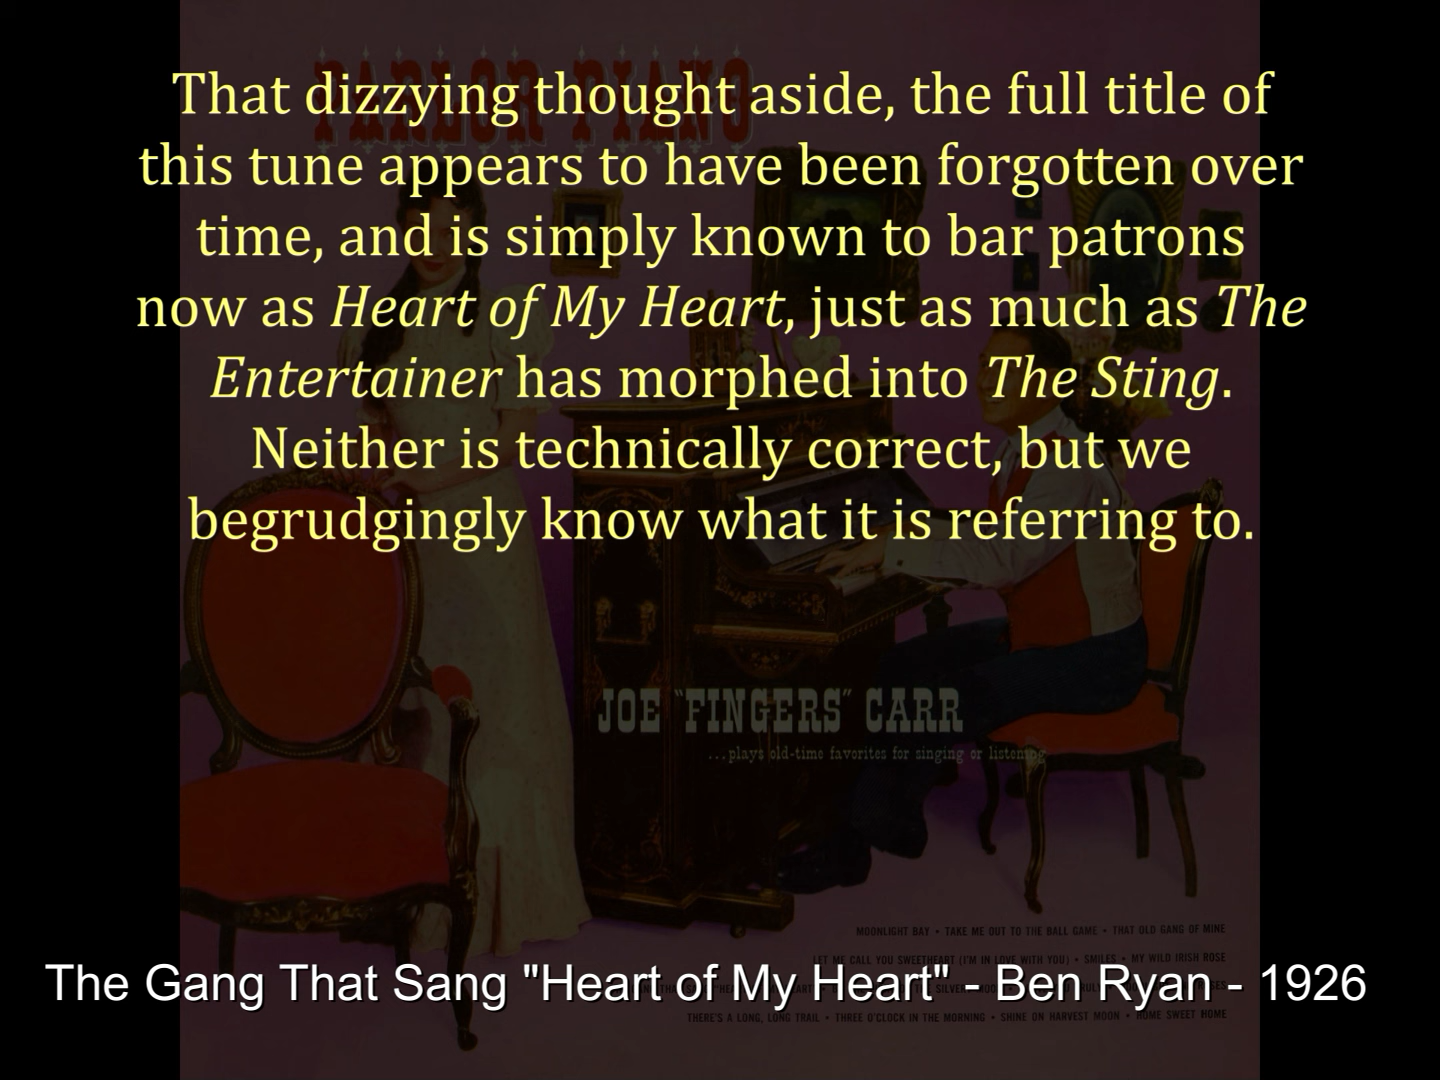 PARLOR PIANO
That dizzying thought aside, the full title of
this tune appears to have been forgotten over
time, and is simply known to bar patrons
now as Heart of My Heart, just as much as The
Entertainer has morphed into The Sting.
Neither is technically correct, but we
begrudgingly know what it is referring to.
JOE "FINGERS" CARR
...plays old-time favorites for singing or listening
MOONLIGHT BAY • TAKE ME OUT TO THE BALL GAME • THAT OLD GANG OF MINE
LET ME CALL YOU SWEETHEART (I'M IN LOVE WITH YOU) • SMILES • MY WILD IRISH ROSE
The Gang That Sang "Heart of My Heart" - Ben Ryan - 1926
THERE'S A LONG, LONG TRAIL • THREE O'CLOCK IN THE MORNING • SHINE ON HARVEST MOON • HOME SWEET HOME